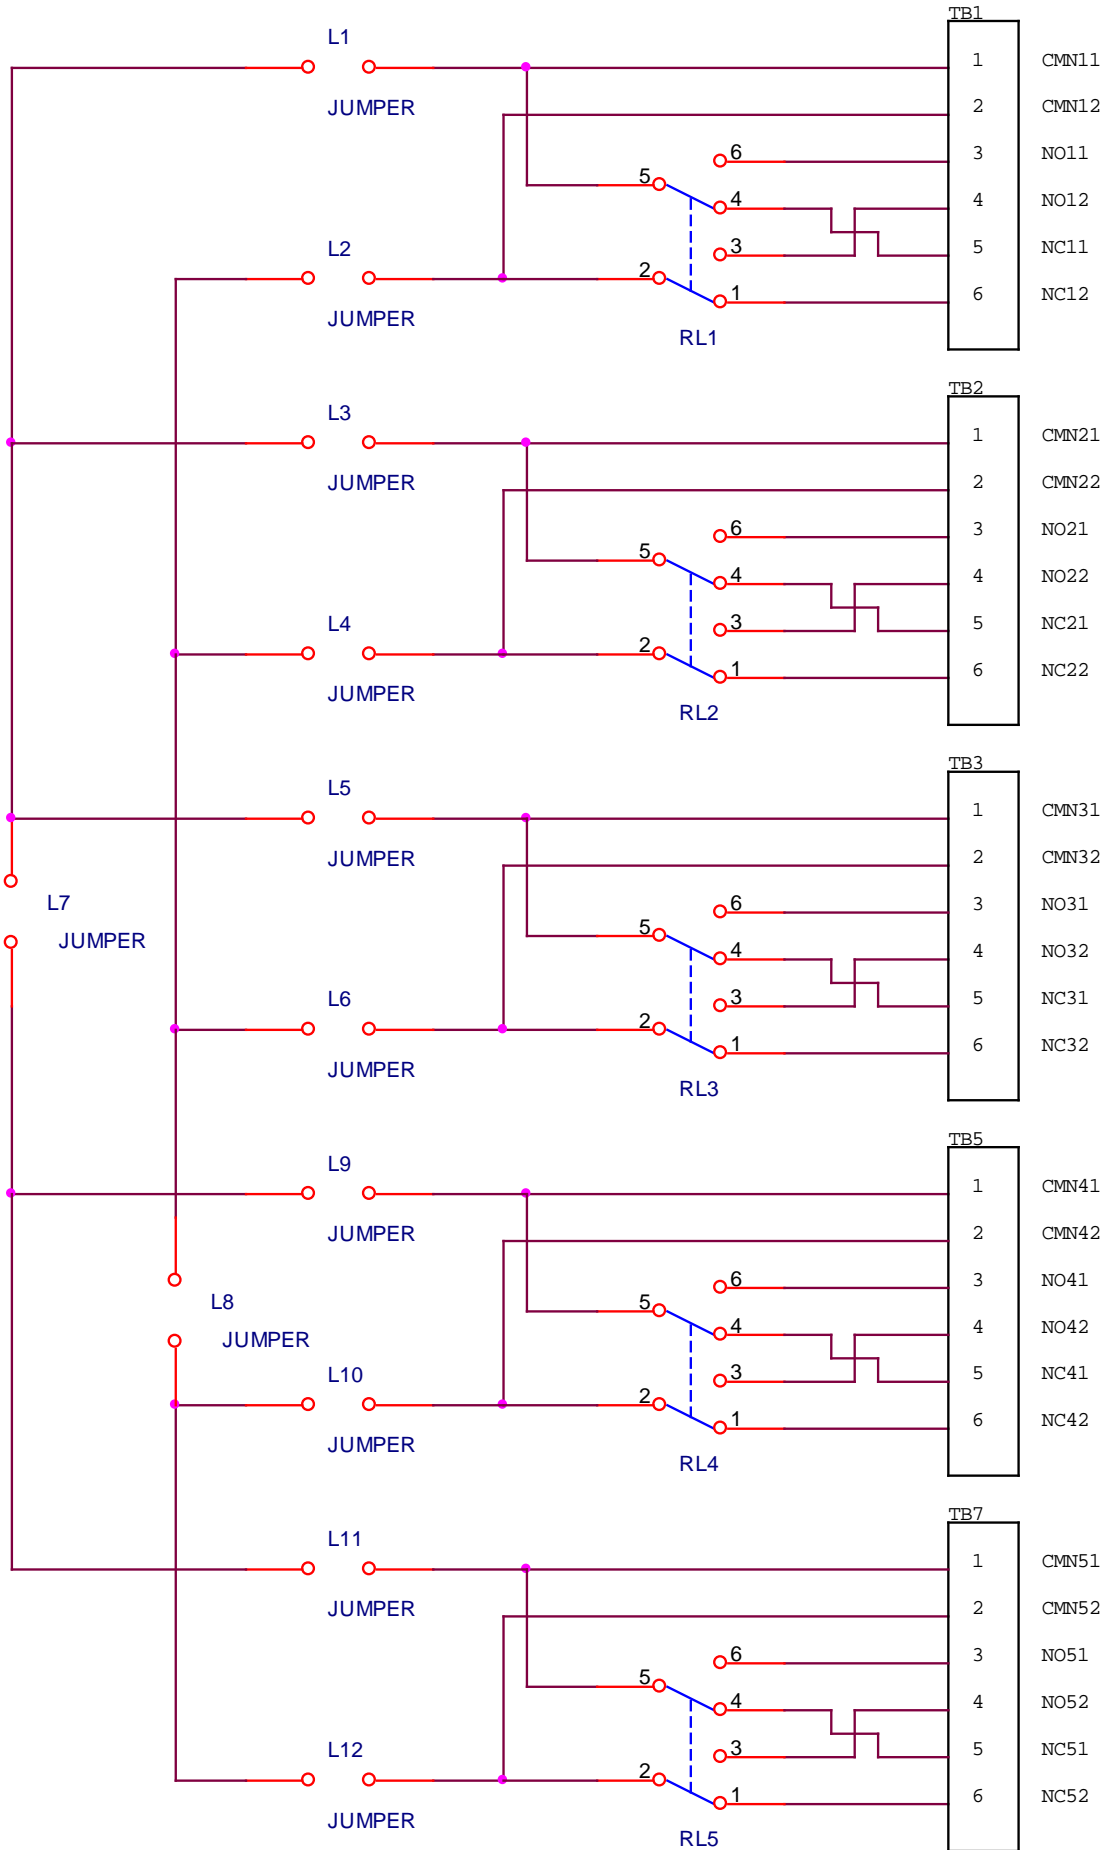 TB1
L1
1 CMN11
JUMPER
2 CMN12
6
3 NO11
5
4
4 NO12
L2
3
5 NC11
2
1
6 NC12
JUMPER
RL1
TB2
L3
1 CMN21
JUMPER
2 CMN22
6
3 NO21
5
4
4 NO22
L4
3
5 NC21
2
1
6 NC22
JUMPER
RL2
TB3
L5
1 CMN31
JUMPER
2 CMN32
L7
6
3 NO31
JUMPER
5
4
4 NO32
L6
3
5 NC31
2
1
6 NC32
JUMPER
RL3
TB5
L9
1 CMN41
JUMPER
2 CMN42
6
3 NO41
L8
5
4
4 NO42
JUMPER
L10
3
5 NC41
2
1
6 NC42
JUMPER
RL4
TB7
L11
1 CMN51
JUMPER
2 CMN52
6
3 NO51
5
4
4 NO52
L12
3
5 NC51
2
1
6 NC52
JUMPER
RL5